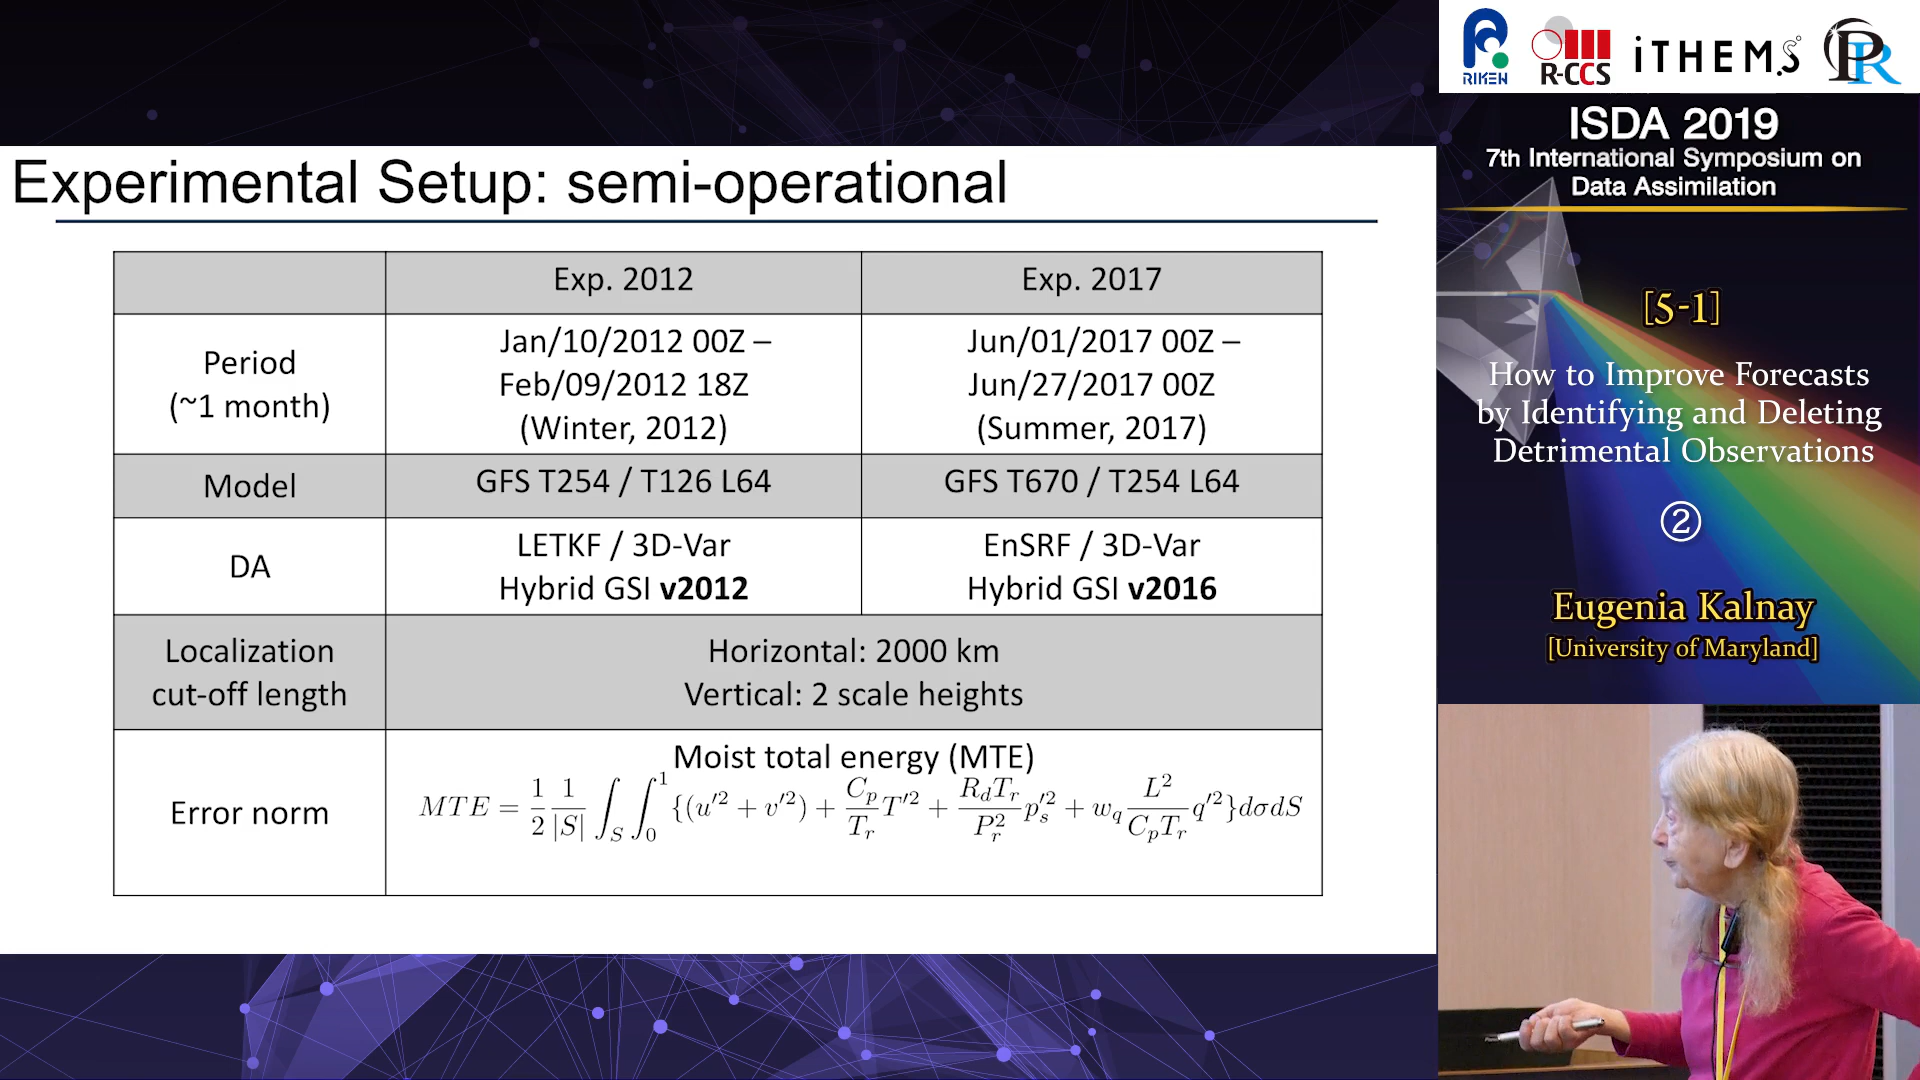 Experimental Setup: semi-operational
Exp. 2012
Exp. 2017
Period
(~1 month)
Jan/10/2012 00Z –
Feb/09/2012 18Z
(Winter, 2012)
Jun/01/2017 00Z –
Jun/27/2017 00Z
(Summer, 2017)
Model
GFS T254 / T126 L64
GFS T670 / T254 L64
DA
LETKF / 3D-Var
Hybrid GSI v2012
EnSRF / 3D-Var
Hybrid GSI v2016
Localization
cut-off length
Horizontal: 2000 km
Vertical: 2 scale heights
Error norm
Moist total energy (MTE)
MTE = \frac{1}{2}\frac{1}{|S|}\int_S\int_0^1\{(u'^2 + v'^2) + \frac{C_p}{T_r}T'^2 + \frac{R_dT_r}{P_r^2}p_s'^2 + w_q\frac{L^2}{C_pT_r}q'^2\}d\sigma dS
RIKEN
R-CCS
iTHEMS
PR
ISDA 2019
7th International Symposium on
Data Assimilation
[5-1]
How to Improve Forecasts
by Identifying and Deleting
Detrimental Observations
②
Eugenia Kalnay
[University of Maryland]